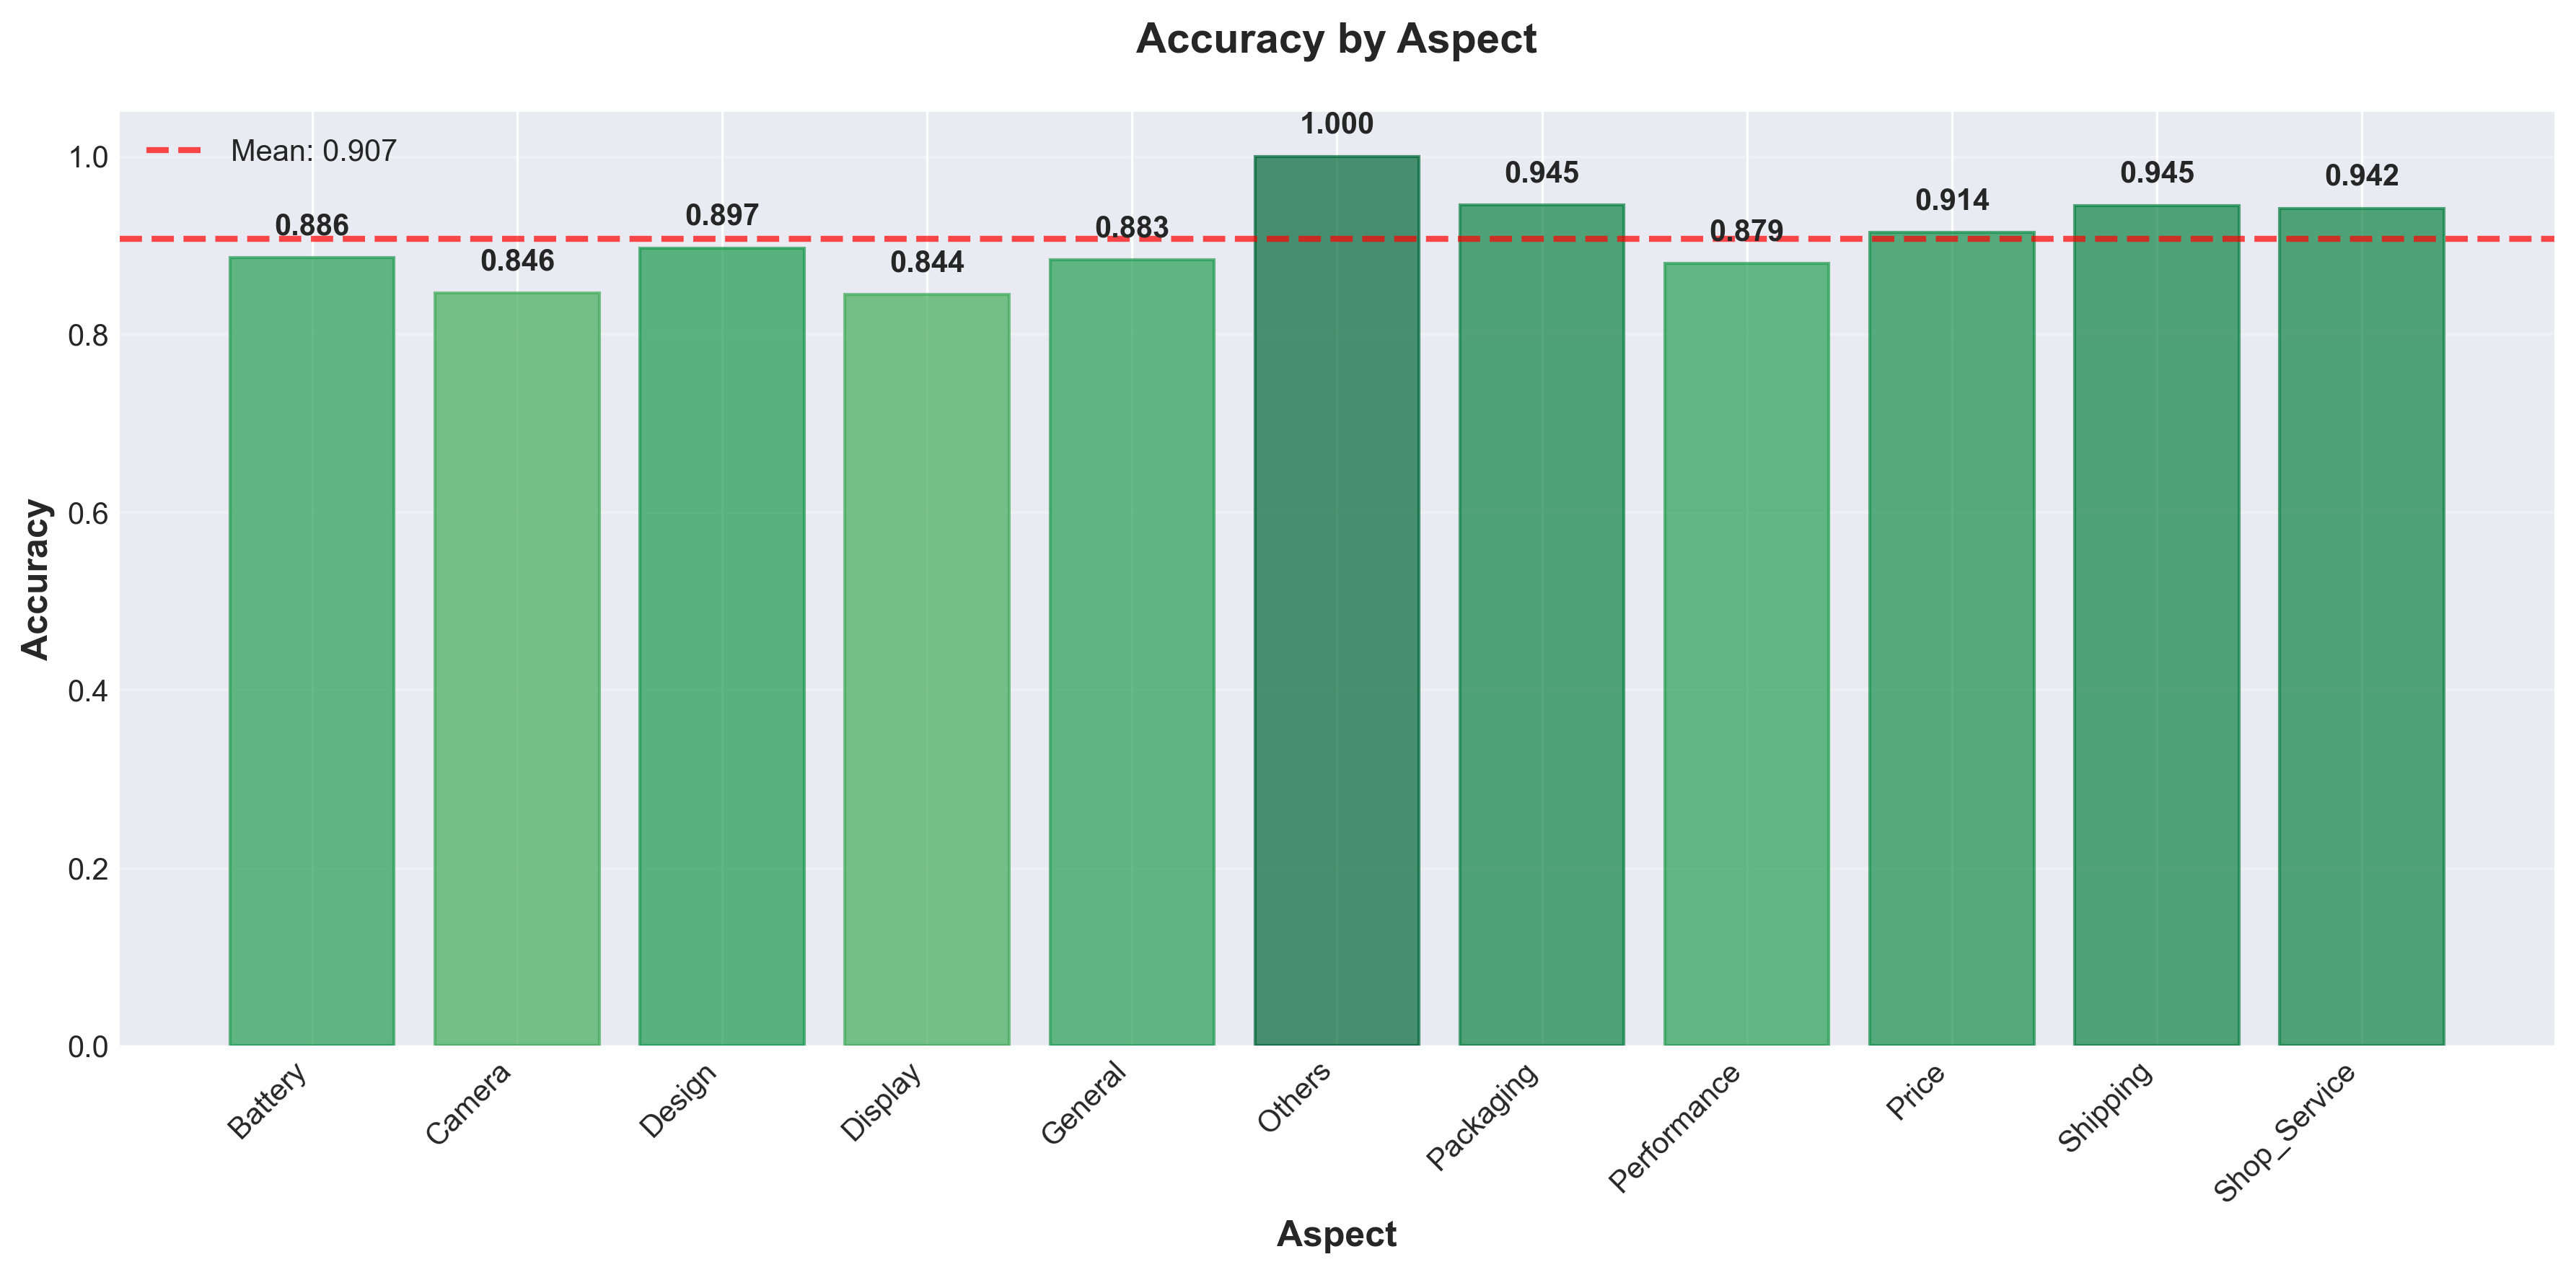 Accuracy by Aspect
Mean: 0.907
0.886
0.846
0.897
0.844
0.883
1.000
0.945
0.879
0.914
0.945
0.942
Accuracy
1.0
0.8
0.6
0.4
0.2
0.0
Battery
Camera
Design
Display
General
Others
Packaging
Performance
Price
Shipping
Shop_Service
Aspect